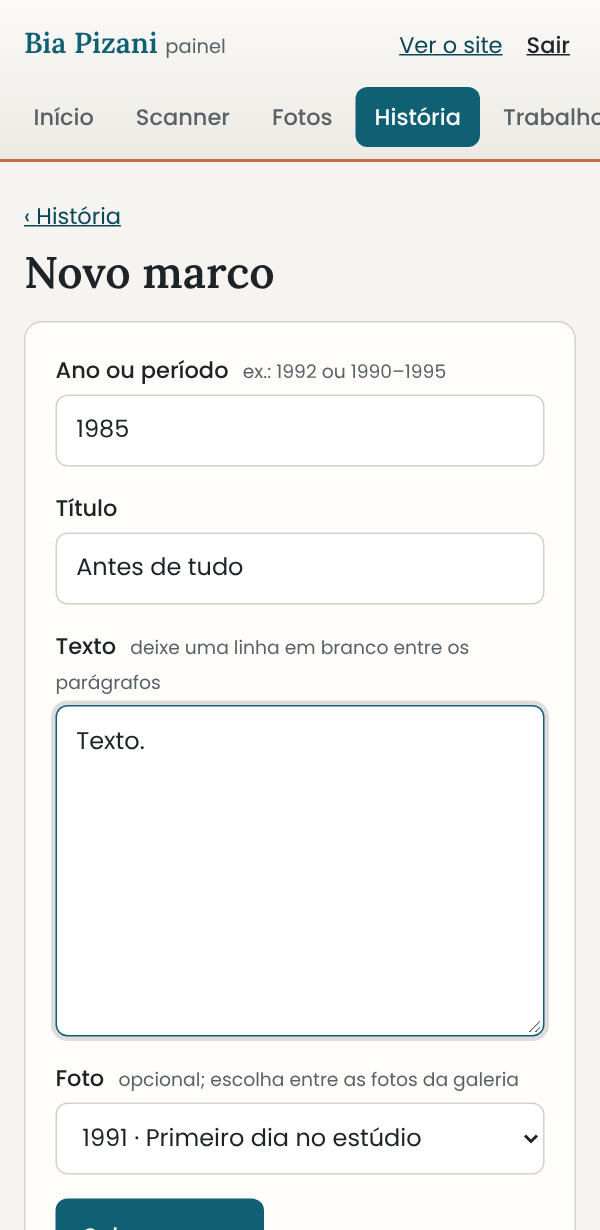 Bia Pizani painel
Ver o site Sair
Início Scanner Fotos História Trabalho
‹ História
Novo marco
Ano ou período ex.: 1992 ou 1990–1995
1985
Título
Antes de tudo
Texto deixe uma linha em branco entre os
parágrafos
Texto.
Foto opcional; escolha entre as fotos da galeria
1991 · Primeiro dia no estúdio